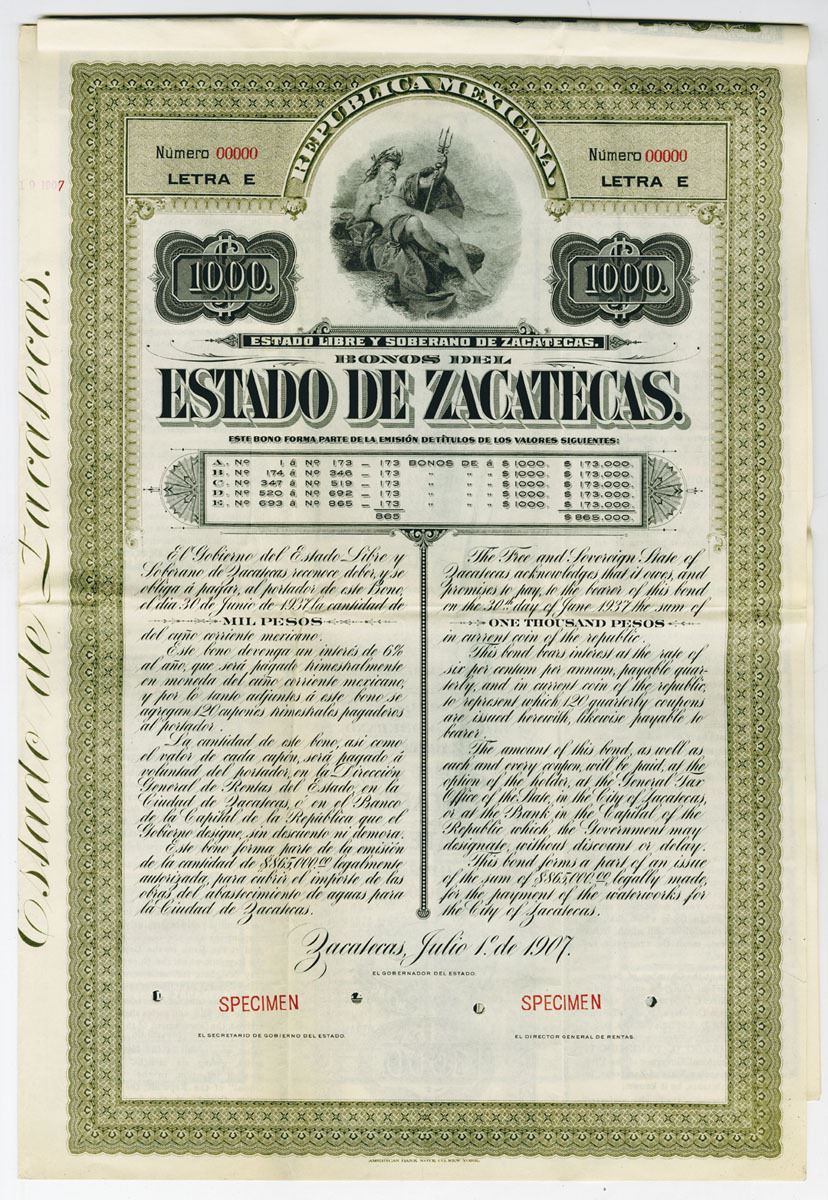 REPUBLICA MEXICANA
Número 00000
LETRA E
Número 00000
LETRA E
1907
$ 1000.
$ 1000.
ESTADO LIBRE Y SOBERANO DE ZACATECAS.
BONOS DEL
ESTADO DE ZACATECAS.
ESTE BONO FORMA PARTE DE LA EMISIÓN DE TÍTULOS DE LOS VALORES SIGUIENTES:
A. Nº 1 á Nº 173 – 173 BONOS DE á $ 1000. $ 173,000.
B. Nº 174 á Nº 346 – 173 " " " $ 1000. $ 173,000.
C. Nº 347 á Nº 519 – 173 " " " $ 1000. $ 173,000.
D. Nº 520 á Nº 692 – 173 " " " $ 1000. $ 173,000.
E. Nº 693 á Nº 865 – 173 " " " $ 1000. $ 173,000.
865 $ 865,000.
El Gobierno del Estado Libre y
Soberano de Zacatecas reconoce deber, y se
obliga á pagar, al portador de este Bono,
el día 30 de Junio de 1937 la cantidad de
MIL PESOS
del cuño corriente mexicano.
Este bono devenga un interés de 6%
al año, que será pagado trimestralmente
en moneda del cuño corriente mexicano,
y por lo tanto adjuntos á este bono se
agregan 120 cupones trimestrales pagaderos
al portador.
La cantidad de este bono, así como
el valor de cada cupón, será pagado á
voluntad del portador, en la Dirección
General de Rentas del Estado, en la
Ciudad de Zacatecas, ó en el Banco
de la Capital de la República que el
Gobierno designe, sin descuento ni demora.
Este bono forma parte de la emisión
de la cantidad de $865,000.00 legalmente
autorizada, para cubrir el importe de las
obras del abastecimiento de aguas para
la Ciudad de Zacatecas.
The Free and Sovereign State of
Zacatecas acknowledges that it owes, and
promises to pay, to the bearer of this bond
on the 30th day of June 1937 the sum of
ONE THOUSAND PESOS
in current coin of the republic.
This bond bears interest at the rate of
six per centum per annum, payable quar-
terly, and in current coin of the republic,
to represent which 120 quarterly coupons
are issued herewith, likewise payable to
bearer.
The amount of this bond, as well as
each and every coupon, will be paid, at the
option of the holder, at the General Tax
Office of the State, in the City of Zacatecas,
or at the Bank in the Capital of the
Republic which the Government may
designate, without discount or delay.
This bond forms a part of an issue
of the sum of $865,000.00 legally made,
for the payment of the waterworks for
the City of Zacatecas.
Zacatecas, Julio 1º de 1907.
EL GOBERNADOR DEL ESTADO.
SPECIMEN
SPECIMEN
EL SECRETARIO DE GOBIERNO DEL ESTADO.
EL DIRECTOR GENERAL DE RENTAS.
AMERICAN BANK NOTE CO. NEW YORK.
Estado de Zacatecas.